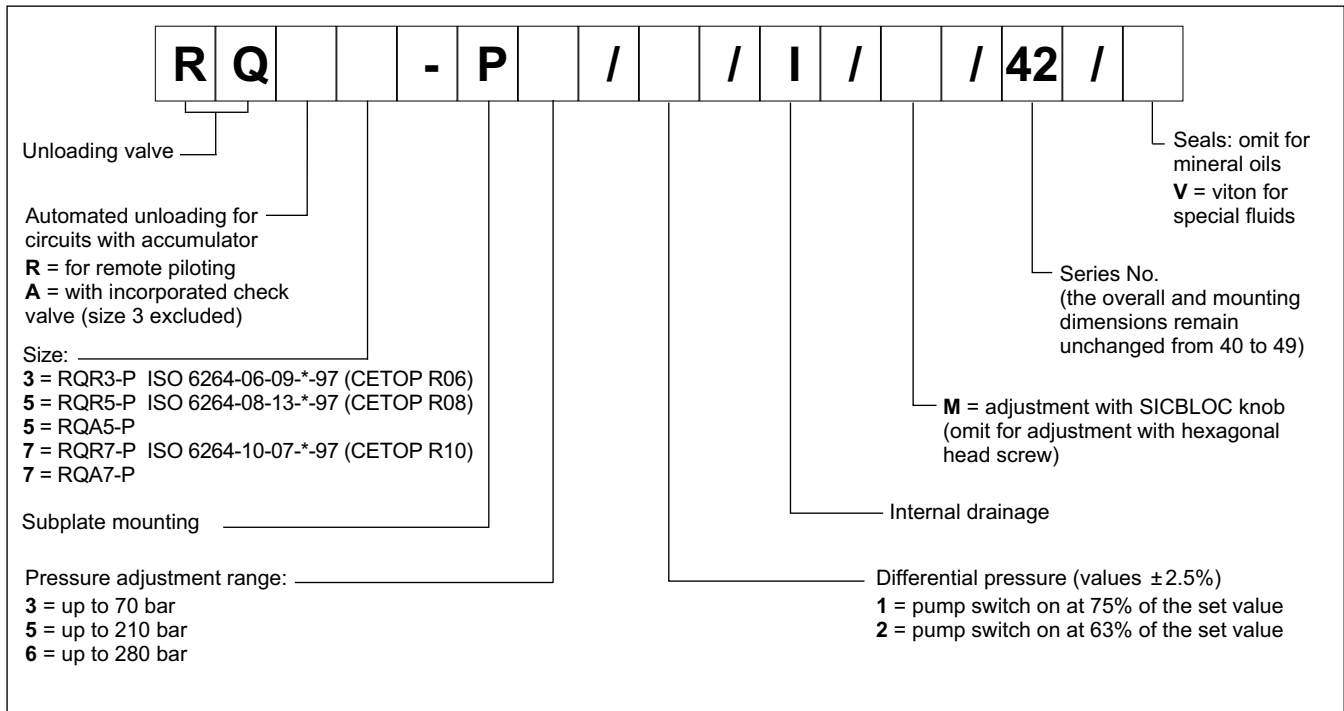 R Q - P / / I / / 42 /
Unloading valve
Automated unloading for
circuits with accumulator
R = for remote piloting
A = with incorporated check
valve (size 3 excluded)
Size:
3 = RQR3-P ISO 6264-06-09-*-97 (CETOP R06)
5 = RQR5-P ISO 6264-08-13-*-97 (CETOP R08)
5 = RQA5-P
7 = RQR7-P ISO 6264-10-07-*-97 (CETOP R10)
7 = RQA7-P
Subplate mounting
Pressure adjustment range:
3 = up to 70 bar
5 = up to 210 bar
6 = up to 280 bar
Seals: omit for
mineral oils
V = viton for
special fluids
Series No.
(the overall and mounting
dimensions remain
unchanged from 40 to 49)
M = adjustment with SICBLOC knob
(omit for adjustment with hexagonal
head screw)
Internal drainage
Differential pressure (values ±2.5%)
1 = pump switch on at 75% of the set value
2 = pump switch on at 63% of the set value